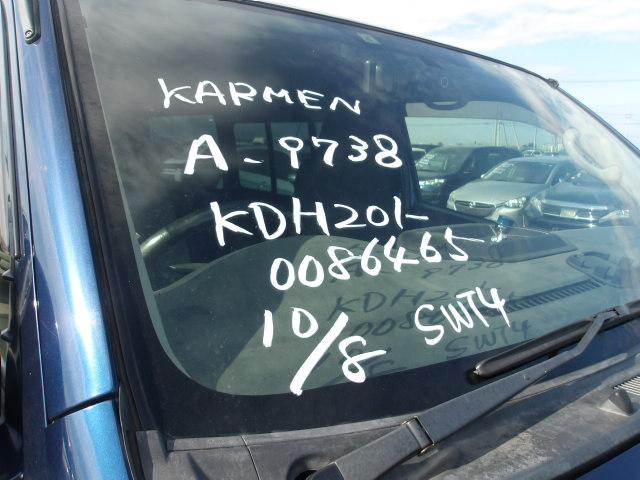 KARMEN
A-9738
KDH201-
0086465
10/8 SWT4